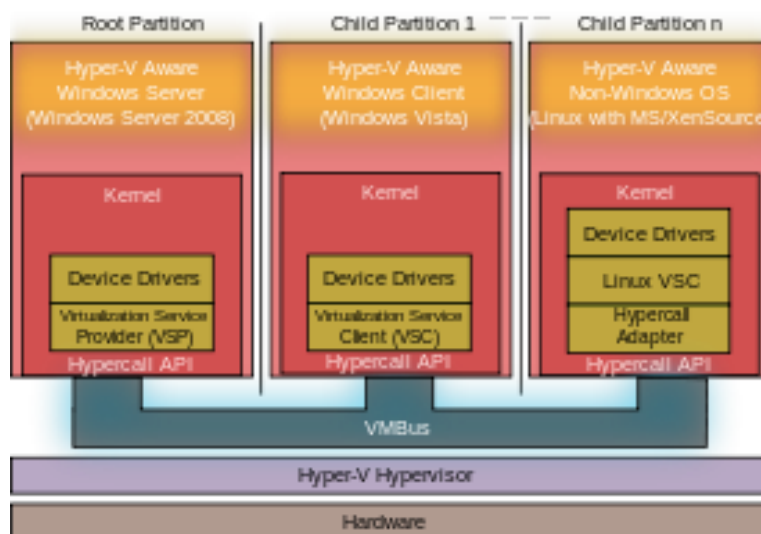 Root Partition
Child Partition 1
Child Partition n
Hyper-V Aware
Windows Server
(Windows Server 2008)
Hyper-V Aware
Windows Client
(Windows Vista)
Hyper-V Aware
Non-Windows OS
(Linux with MS/XenSource
Kernel
Device Drivers
Virtualization Service
Provider (VSP)
Hypercall API
Kernel
Device Drivers
Virtualization Service
Client (VSC)
Hypercall API
Kernel
Device Drivers
Linux VSC
Hypercall
Adapter
Hypercall API
VMBus
Hyper-V Hypervisor
Hardware